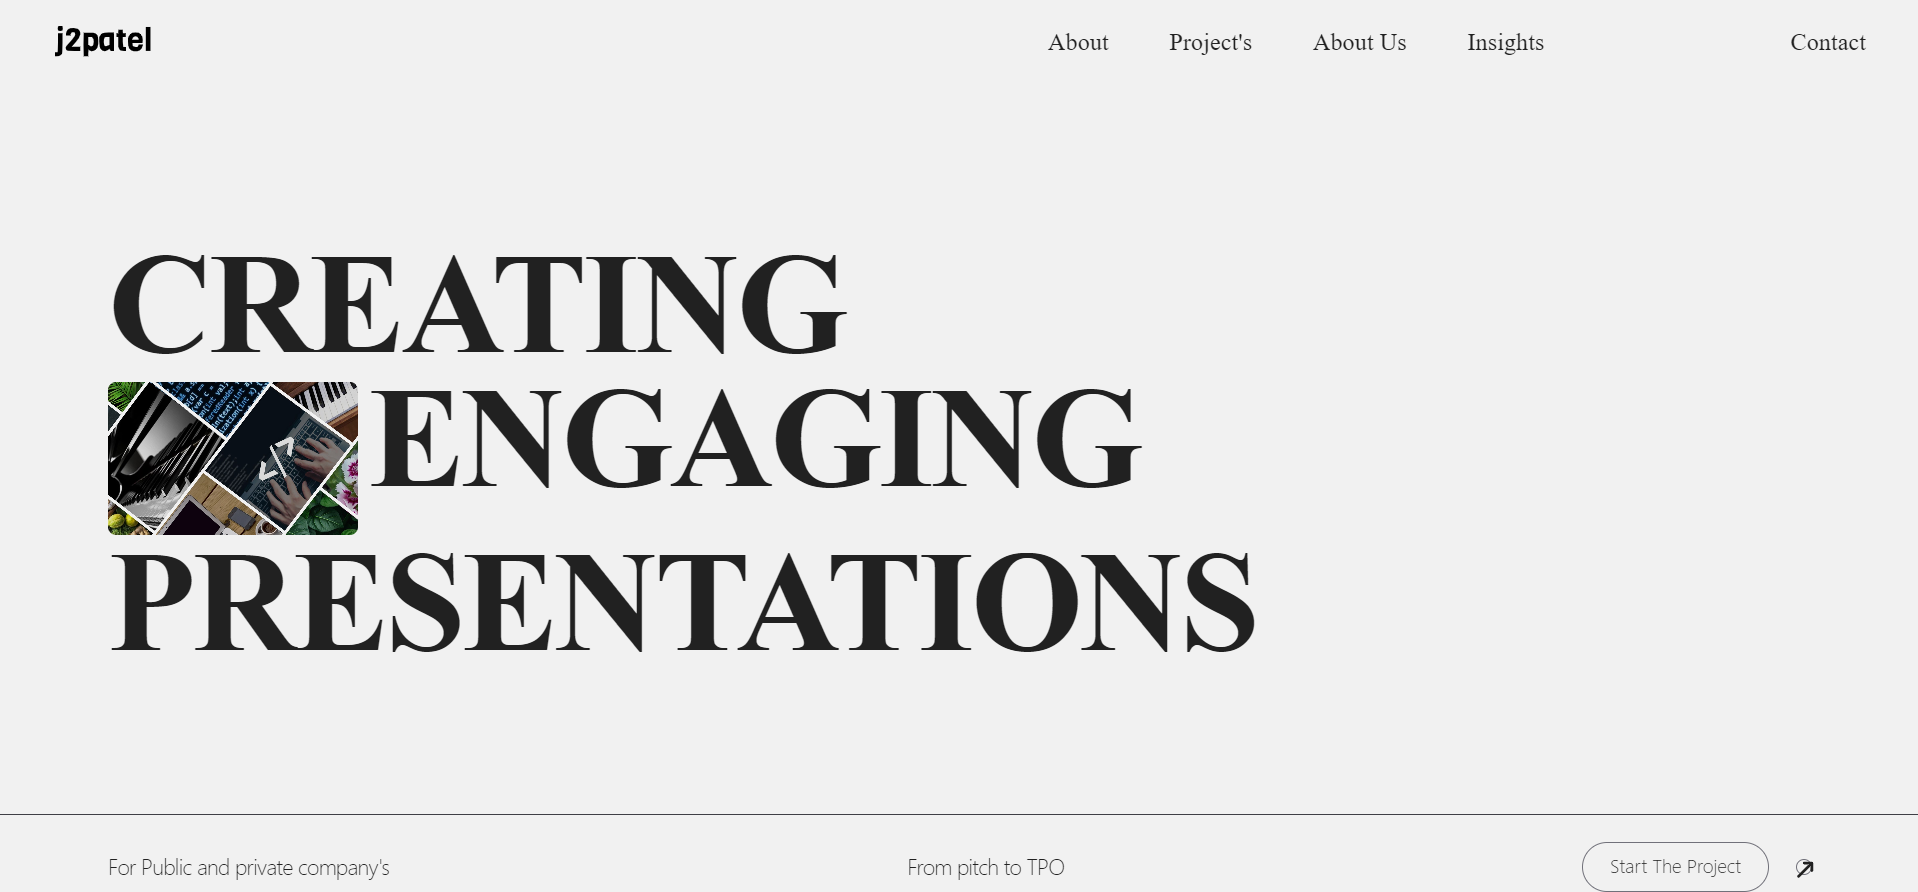 j2patel About Project's About Us Insights Contact
CREATING
ENGAGING
PRESENTATIONS
For Public and private company's From pitch to TPO Start The Project